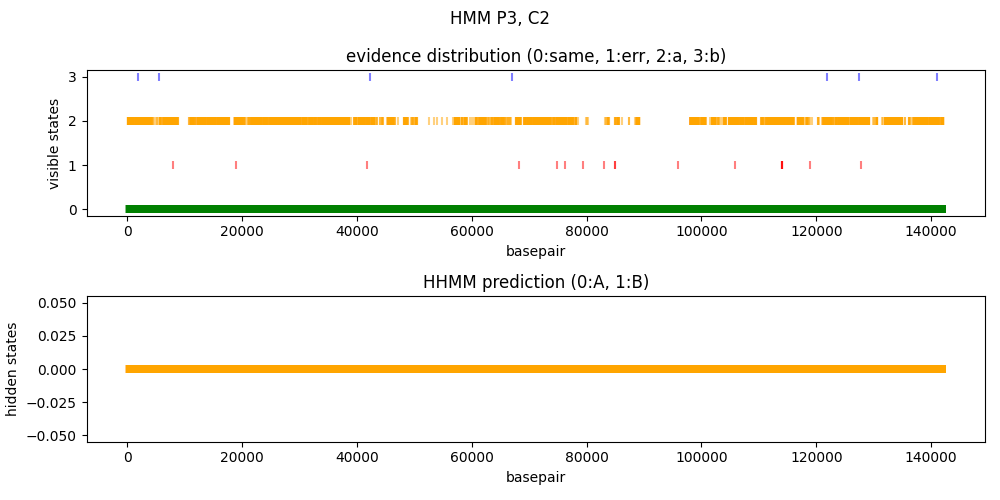 HMM P3, C2
evidence distribution (0:same, 1:err, 2:a, 3:b)
visible states
3
2
1
0
0 20000 40000 60000 80000 100000 120000 140000
basepair
HHMM prediction (0:A, 1:B)
hidden states
0.050
0.025
0.000
−0.025
−0.050
0 20000 40000 60000 80000 100000 120000 140000
basepair